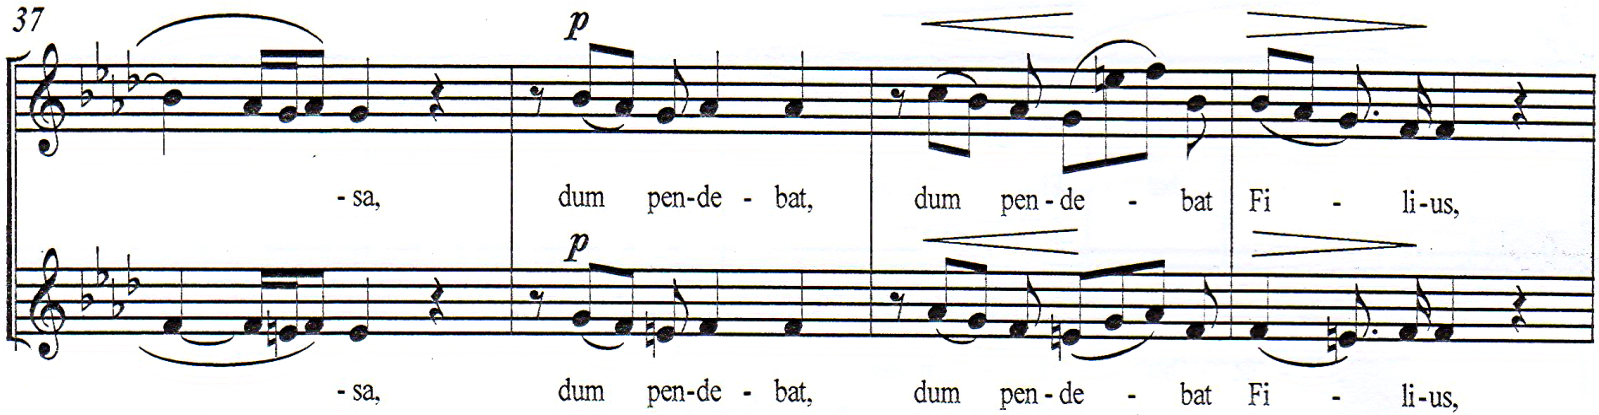 37
p
-sa, dum pen-de - bat, dum pen-de - bat Fi - li-us,
p
-sa, dum pen-de - bat, dum pen-de - bat Fi - li-us,